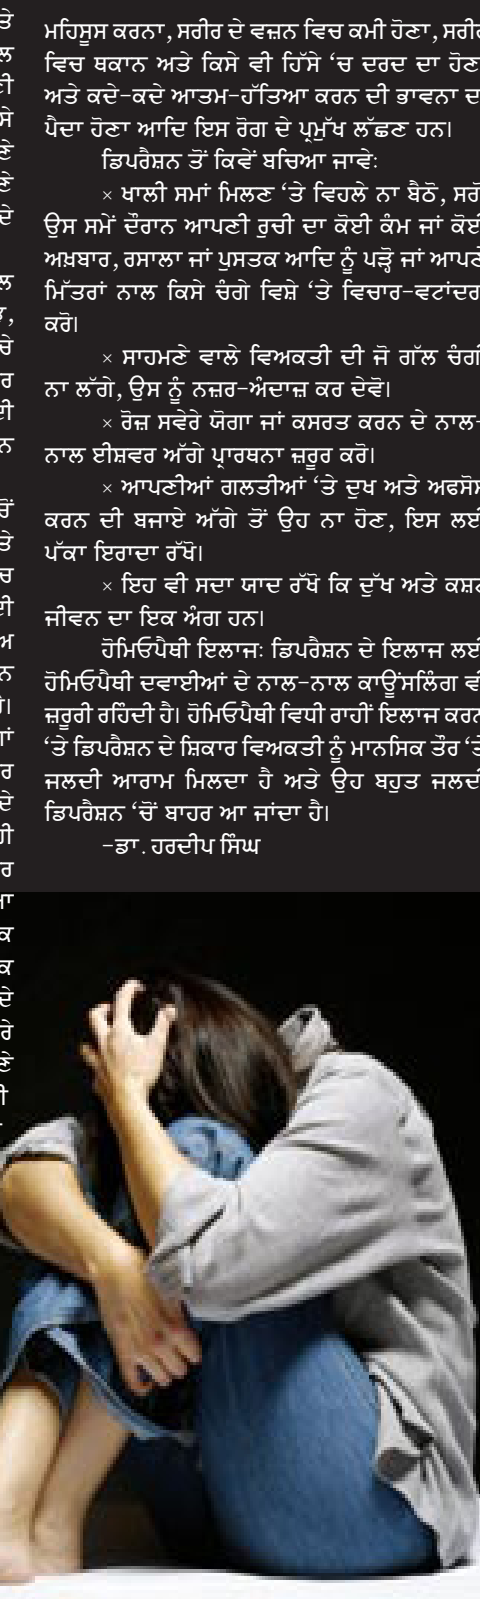 ਮਹਿਸੂਸ ਕਰਨਾ, ਸਰੀਰ ਦੇ ਵਜ਼ਨ ਵਿਚ ਕਮੀ ਹੋਣਾ, ਸਰੀਰ
ਵਿਚ ਥਕਾਨ ਅਤੇ ਕਿਸੇ ਵੀ ਹਿੱਸੇ ‘ਚ ਦਰਦ ਦਾ ਹੋਣਾ
ਅਤੇ ਕਦੇ-ਕਦੇ ਆਤਮ-ਹੱਤਿਆ ਕਰਨ ਦੀ ਭਾਵਨਾ ਦਾ
ਪੈਦਾ ਹੋਣਾ ਆਦਿ ਇਸ ਰੋਗ ਦੇ ਪ੍ਰਮੁੱਖ ਲੱਛਣ ਹਨ।
ਡਿਪਰੈਸ਼ਨ ਤੋਂ ਕਿਵੇਂ ਬਚਿਆ ਜਾਵੇ:
× ਖਾਲੀ ਸਮਾਂ ਮਿਲਣ ‘ਤੇ ਵਿਹਲੇ ਨਾ ਬੈਠੋ, ਸਗੋਂ
ਉਸ ਸਮੇਂ ਦੌਰਾਨ ਆਪਣੀ ਰੁਚੀ ਦਾ ਕੋਈ ਕੰਮ ਜਾਂ ਕੋਈ
ਅਖ਼ਬਾਰ, ਰਸਾਲਾ ਜਾਂ ਪੁਸਤਕ ਆਦਿ ਨੂੰ ਪੜ੍ਹੋ ਜਾਂ ਆਪਣੇ
ਮਿੱਤਰਾਂ ਨਾਲ ਕਿਸੇ ਚੰਗੇ ਵਿਸ਼ੇ ‘ਤੇ ਵਿਚਾਰ-ਵਟਾਂਦਰਾ
ਕਰੋ।
× ਸਾਹਮਣੇ ਵਾਲੇ ਵਿਅਕਤੀ ਦੀ ਜੋ ਗੱਲ ਚੰਗੀ
ਨਾ ਲੱਗੇ, ਉਸ ਨੂੰ ਨਜ਼ਰ-ਅੰਦਾਜ਼ ਕਰ ਦੇਵੋ।
× ਰੋਜ਼ ਸਵੇਰੇ ਯੋਗਾ ਜਾਂ ਕਸਰਤ ਕਰਨ ਦੇ ਨਾਲ-
ਨਾਲ ਈਸ਼ਵਰ ਅੱਗੇ ਪ੍ਰਾਰਥਨਾ ਜ਼ਰੂਰ ਕਰੋ।
× ਆਪਣੀਆਂ ਗਲਤੀਆਂ ‘ਤੇ ਦੁਖ ਅਤੇ ਅਫਸੋਸ
ਕਰਨ ਦੀ ਬਜਾਏ ਅੱਗੇ ਤੋਂ ਉਹ ਨਾ ਹੋਣ, ਇਸ ਲਈ
ਪੱਕਾ ਇਰਾਦਾ ਰੱਖੋ।
× ਇਹ ਵੀ ਸਦਾ ਯਾਦ ਰੱਖੋ ਕਿ ਦੁੱਖ ਅਤੇ ਕਸ਼ਟ
ਜੀਵਨ ਦਾ ਇਕ ਅੰਗ ਹਨ।
ਹੋਮਿਓਪੈਥੀ ਇਲਾਜ: ਡਿਪਰੈਸ਼ਨ ਦੇ ਇਲਾਜ ਲਈ
ਹੋਮਿਓਪੈਥੀ ਦਵਾਈਆਂ ਦੇ ਨਾਲ-ਨਾਲ ਕਾਊਂਸਲਿੰਗ ਵੀ
ਜ਼ਰੂਰੀ ਰਹਿੰਦੀ ਹੈ। ਹੋਮਿਓਪੈਥੀ ਵਿਧੀ ਰਾਹੀਂ ਇਲਾਜ ਕਰਨ
‘ਤੇ ਡਿਪਰੈਸ਼ਨ ਦੇ ਸ਼ਿਕਾਰ ਵਿਅਕਤੀ ਨੂੰ ਮਾਨਸਿਕ ਤੌਰ ‘ਤੇ
ਜਲਦੀ ਆਰਾਮ ਮਿਲਦਾ ਹੈ ਅਤੇ ਉਹ ਬਹੁਤ ਜਲਦੀ
ਡਿਪਰੈਸ਼ਨ ‘ਚੋਂ ਬਾਹਰ ਆ ਜਾਂਦਾ ਹੈ।
-ਡਾ. ਹਰਦੀਪ ਸਿੰਘ